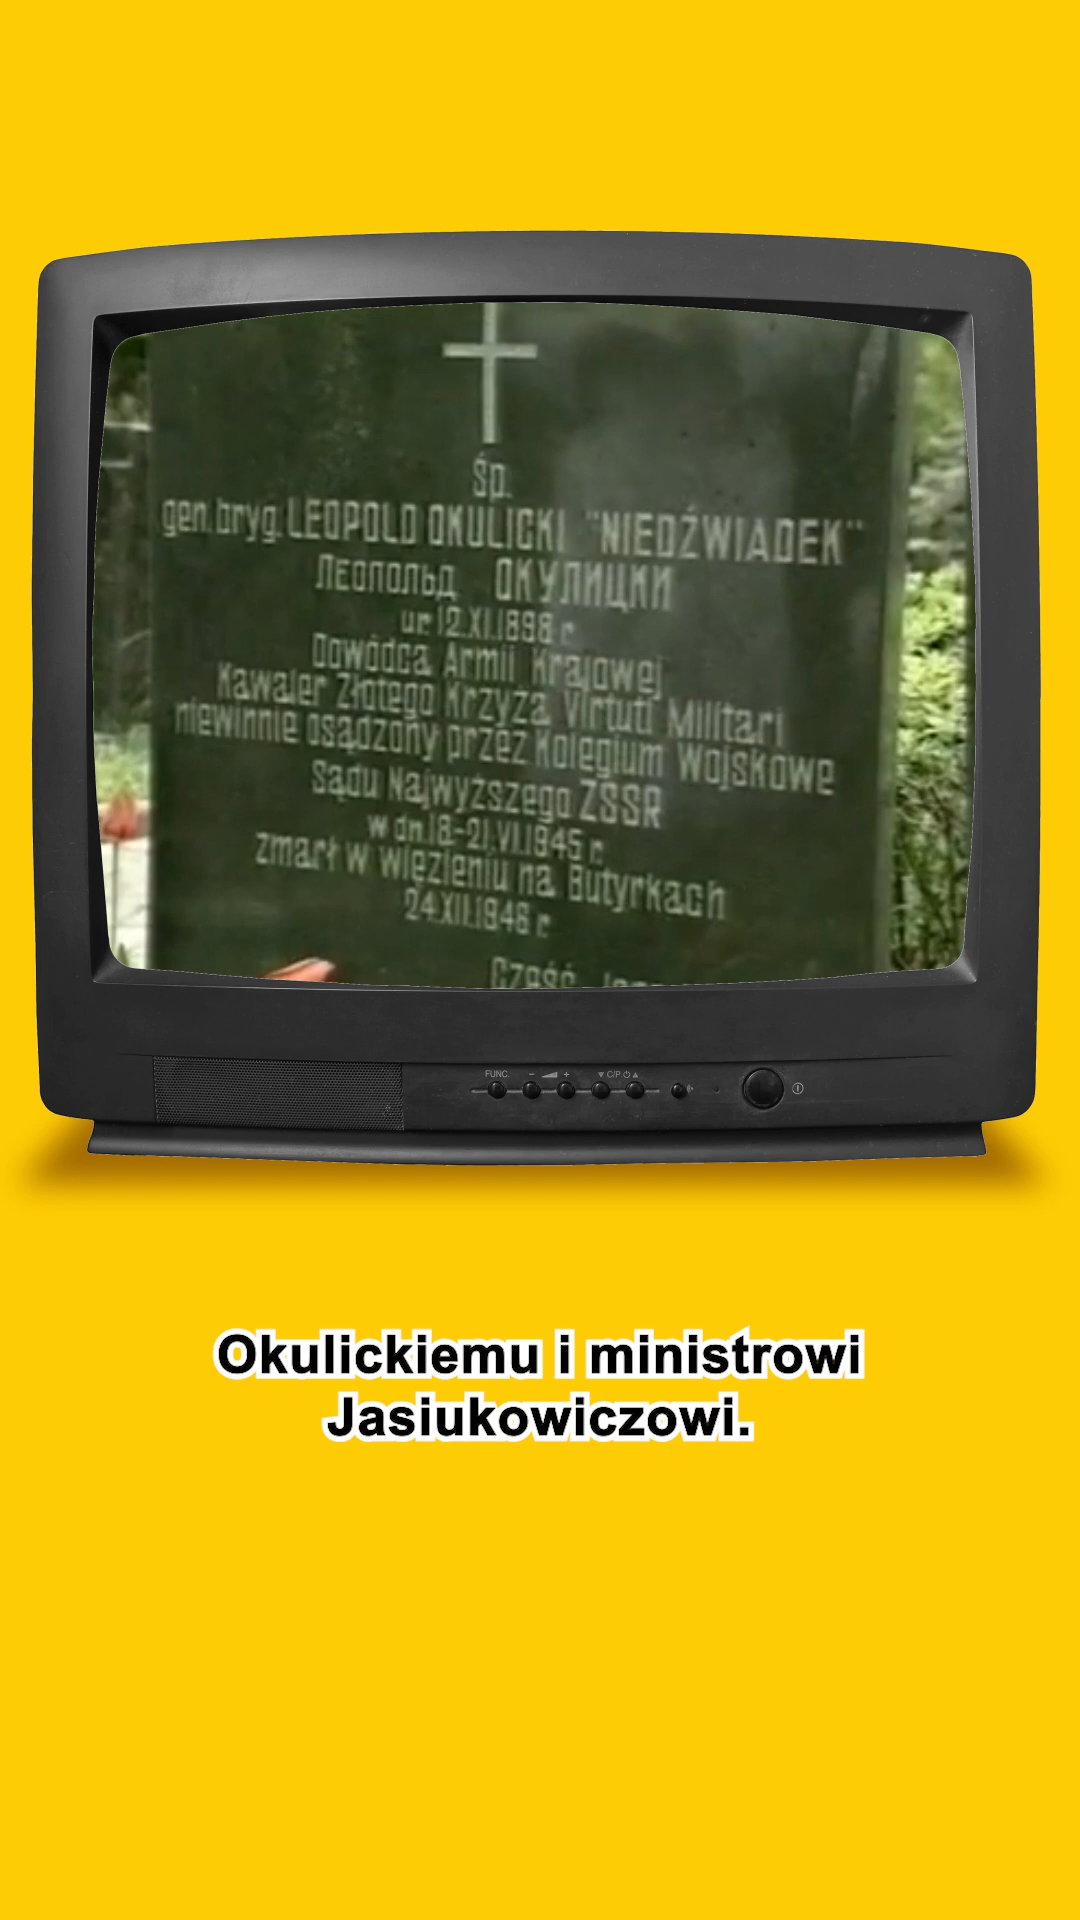 Śp.
gen.bryg. LEOPOLD OKULICKI "NIEDŹWIADEK"
Леопольд ОКУЛИЦКИ
ur 12.XI.1898 r.
Dowódca Armii Krajowej
Kawaler Złotego Krzyża Virtuti Militari
niewinnie osądzony przez Kolegium Wojskowe
Sądu Najwyższego ZSSR
w dn.18-21.VI.1945 r.
zmarł w więzieniu na Butyrkach
24.XII.1946 r
Cześć
FUNC. - + ▼ C/P ▲
Okulickiemu i ministrowi
Jasiukowiczowi.